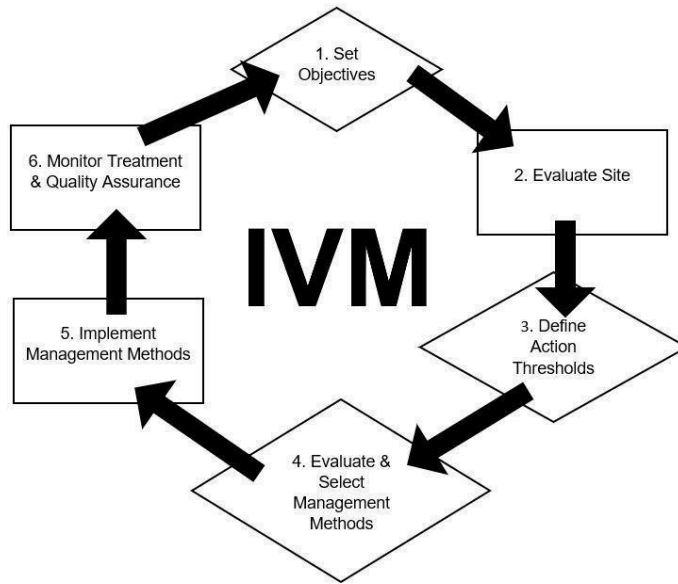 1. Set
Objectives
2. Evaluate Site
3. Define
Action
Thresholds
4. Evaluate &
Select
Management
Methods
5. Implement
Management Methods
6. Monitor Treatment
& Quality Assurance
IVM